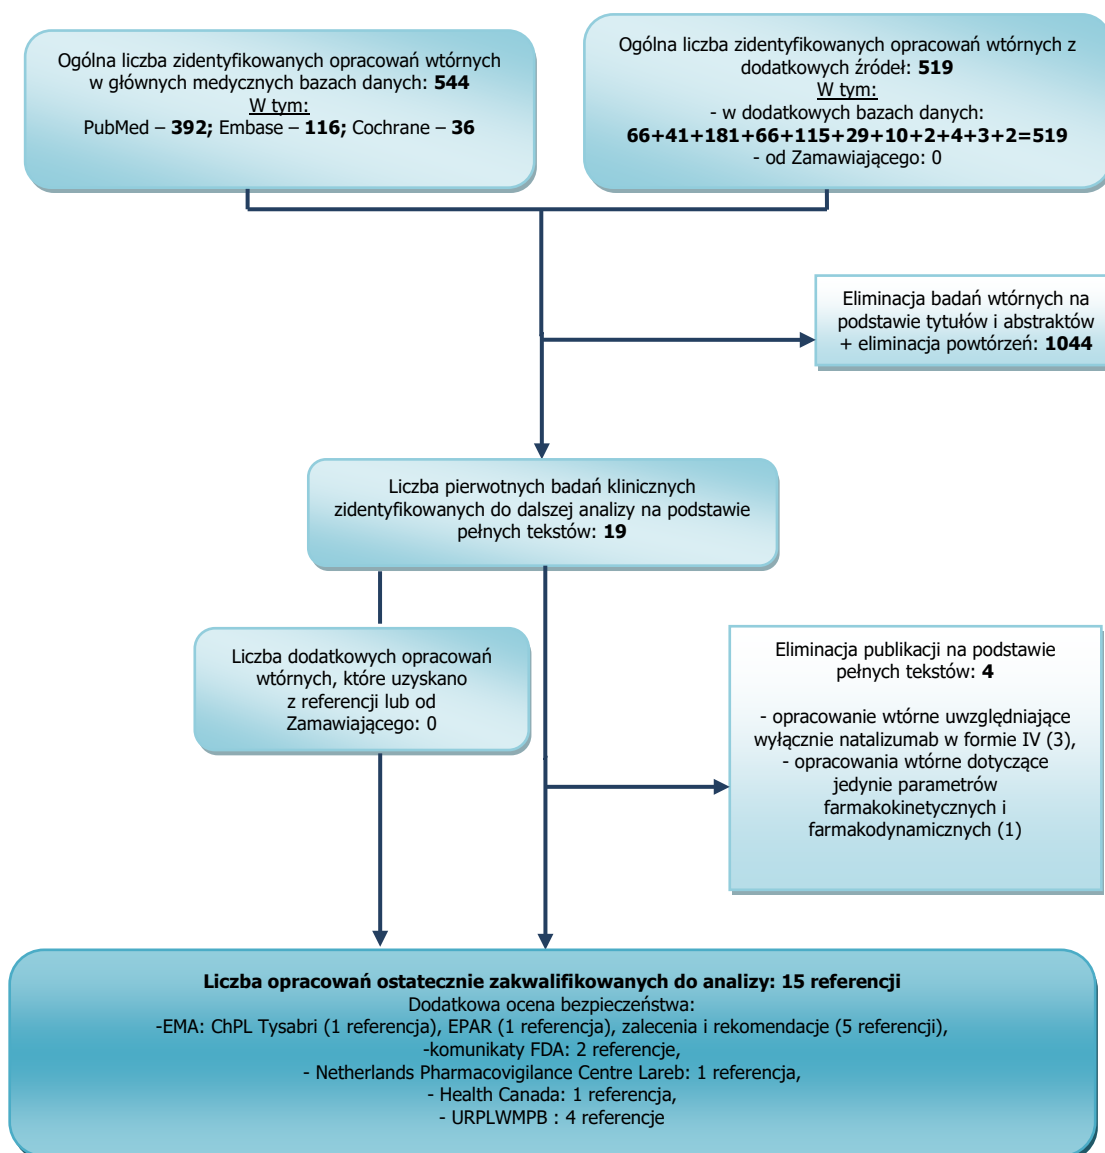 Ogólna liczba zidentyfikowanych opracowań wtórnych
w głównych medycznych bazach danych: 544
W tym:
PubMed – 392; Embase – 116; Cochrane – 36
Ogólna liczba zidentyfikowanych opracowań wtórnych z
dodatkowych źródeł: 519
W tym:
- w dodatkowych bazach danych:
66+41+181+66+115+29+10+2+4+3+2=519
- od Zamawiającego: 0
Eliminacja badań wtórnych na
podstawie tytułów i abstraktów
+ eliminacja powtórzeń: 1044
Liczba pierwotnych badań klinicznych
zidentyfikowanych do dalszej analizy na podstawie
pełnych tekstów: 19
Liczba dodatkowych opracowań
wtórnych, które uzyskano
z referencji lub od
Zamawiającego: 0
Eliminacja publikacji na podstawie
pełnych tekstów: 4
- opracowanie wtórne uwzględniające
wyłącznie natalizumab w formie IV (3),
- opracowania wtórne dotyczące
jedynie parametrów
farmakokinetycznych i
farmakodynamicznych (1)
Liczba opracowań ostatecznie zakwalifikowanych do analizy: 15 referencji
Dodatkowa ocena bezpieczeństwa:
-EMA: ChPL Tysabri (1 referencja), EPAR (1 referencja), zalecenia i rekomendacje (5 referencji),
-komunikaty FDA: 2 referencje,
- Netherlands Pharmacovigilance Centre Lareb: 1 referencja,
- Health Canada: 1 referencja,
- URPLWMPB : 4 referencje